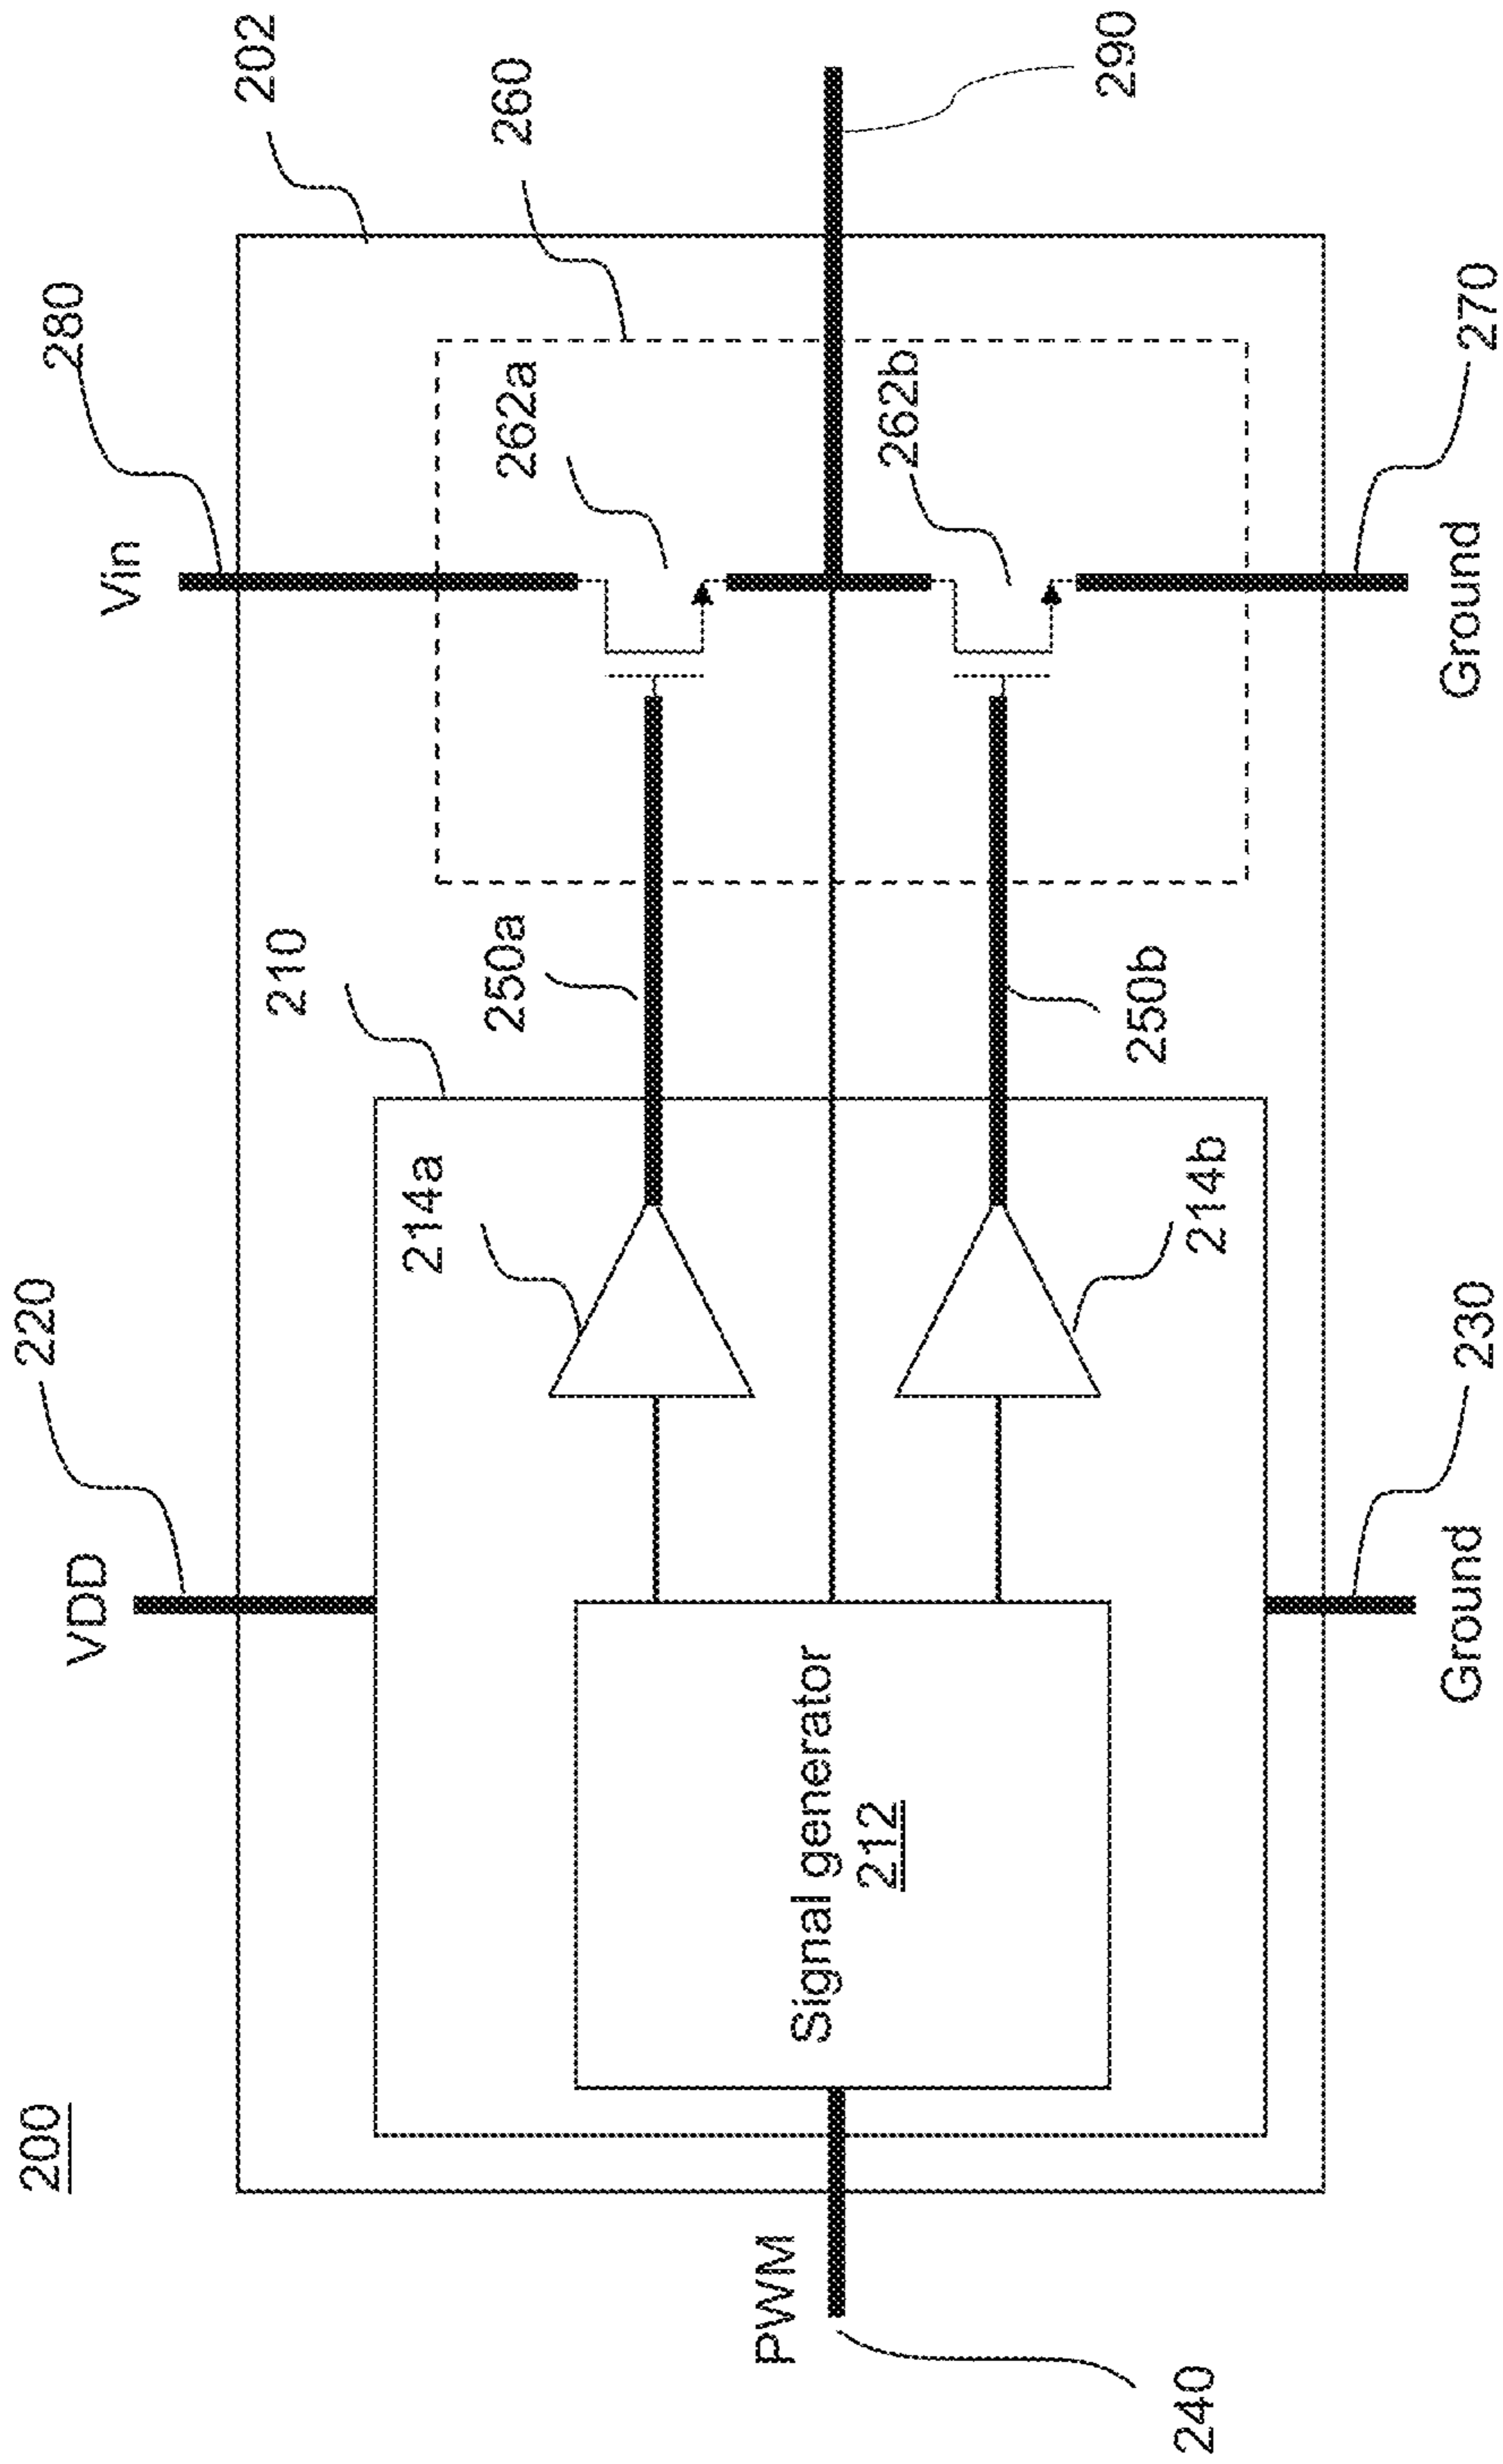 200
VDD
220
Vin
280
202
210
260
214a
250a
262a
PWM
Signal generator
212
290
240
214b
250b
262b
Ground
230
Ground
270